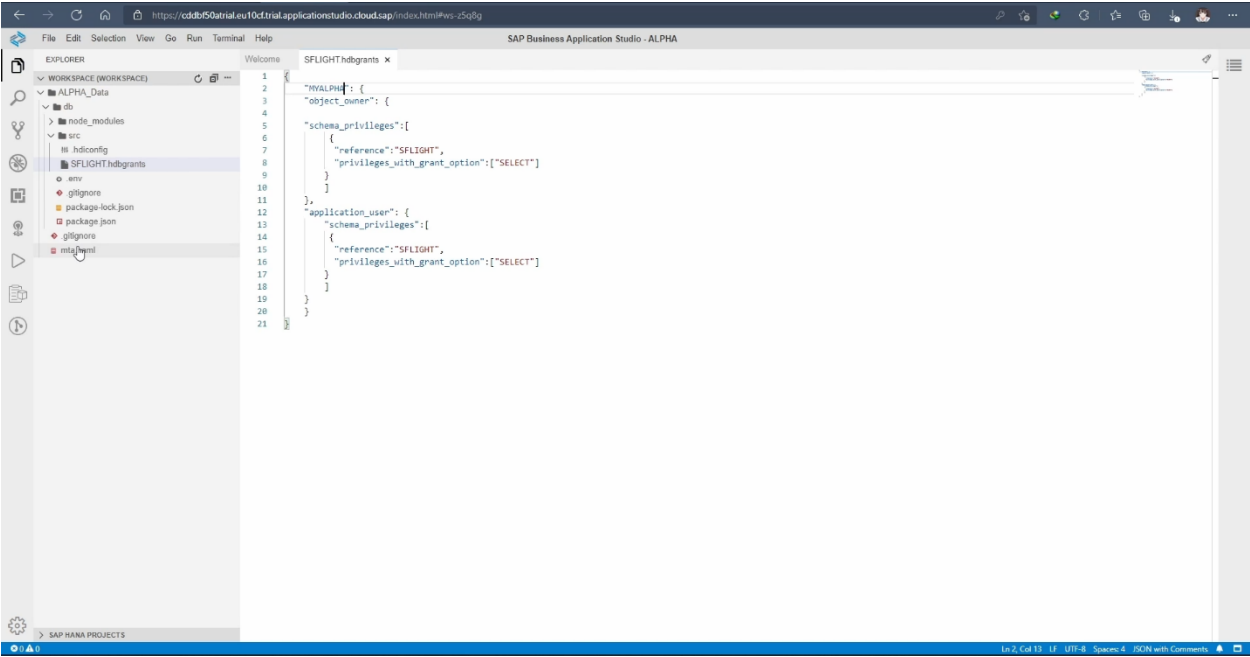 https://cddbf50atrial.eu10cf.trial.applicationstudio.cloud.sap/index.html#ws-z5q8g
File Edit Selection View Go Run Terminal Help
SAP Business Application Studio - ALPHA
EXPLORER
Welcome
SFLIGHT.hdbgrants ×
WORKSPACE (WORKSPACE)
ALPHA_Data
db
node_modules
src
.hdiconfig
SFLIGHT.hdbgrants
.env
.gitignore
package-lock.json
package.json
.gitignore
1 {
2 "MYALPHA": {
3 "object_owner": {
4
5 "schema_privileges":[
6 {
7 "reference":"SFLIGHT",
8 "privileges_with_grant_option":["SELECT"]
9 }
10 ]
11 },
12 "application_user": {
13 "schema_privileges":[
14 {
15 "reference":"SFLIGHT",
16 "privileges_with_grant_option":["SELECT"]
17 }
18 ]
19 }
20 }
21 }
SAP HANA PROJECTS
0 0
Ln 2, Col 13 LF UTF-8 Spaces: 4 JSON with Comments